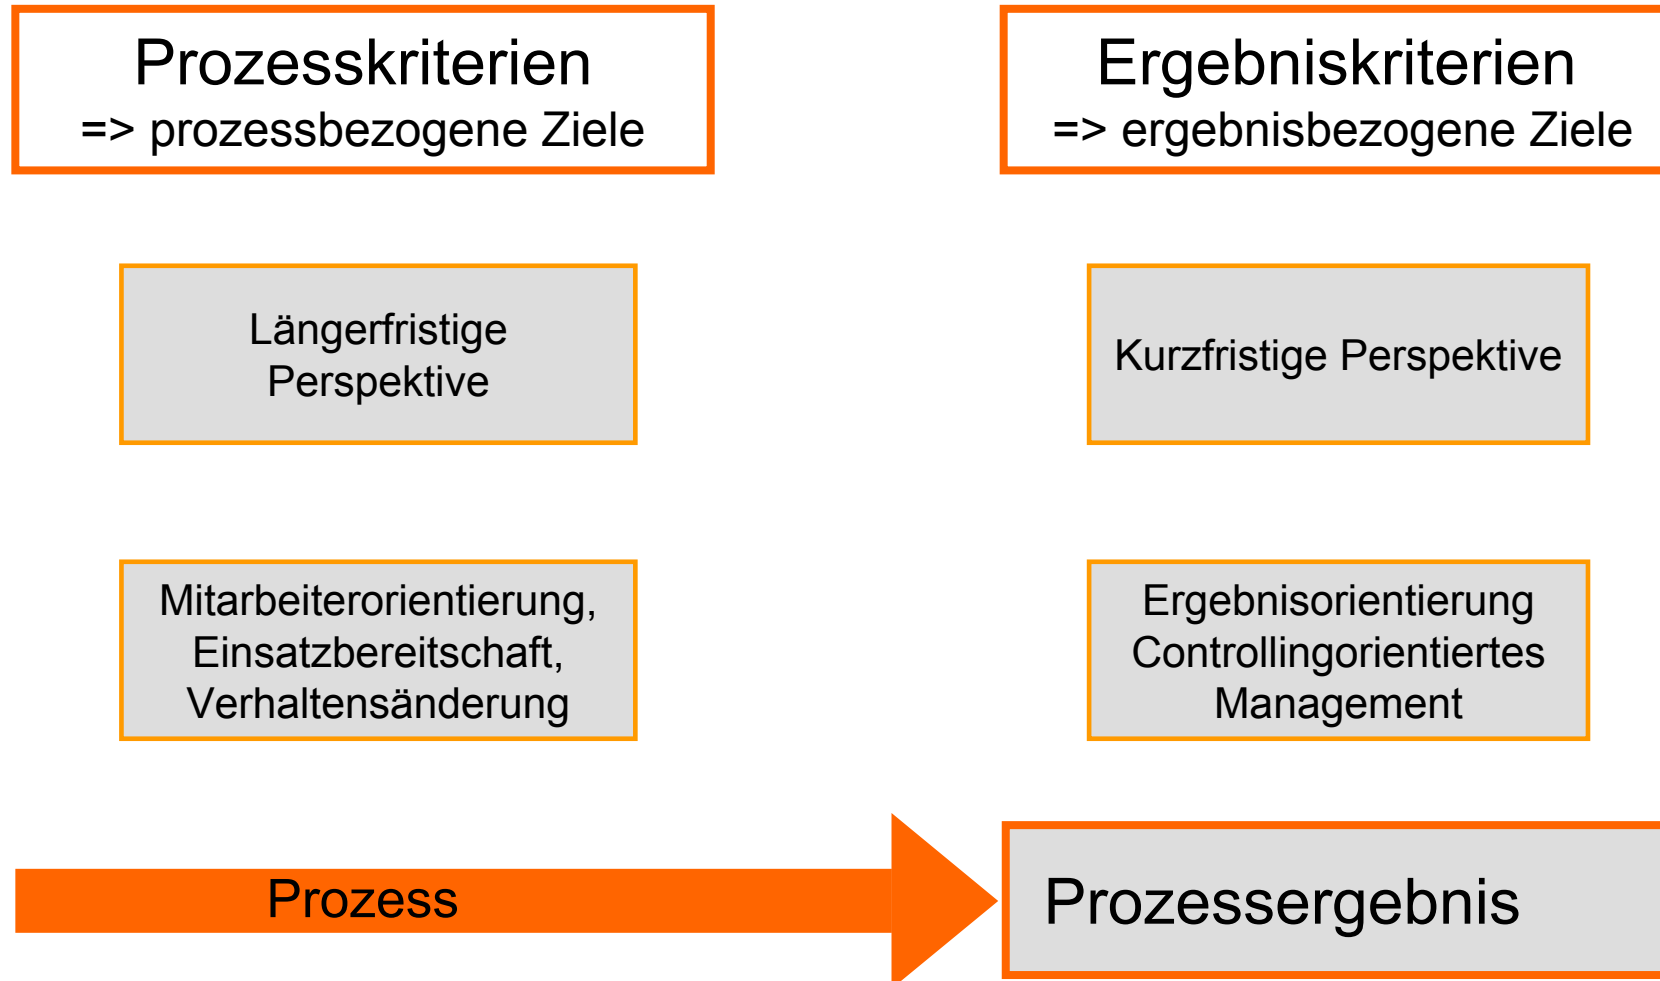 Prozesskriterien
=> prozessbezogene Ziele
Ergebniskriterien
=> ergebnisbezogene Ziele
Längerfristige
Perspektive
Kurzfristige Perspektive
Mitarbeiterorientierung,
Einsatzbereitschaft,
Verhaltensänderung
Ergebnisorientierung
Controllingorientiertes
Management
Prozess
Prozessergebnis